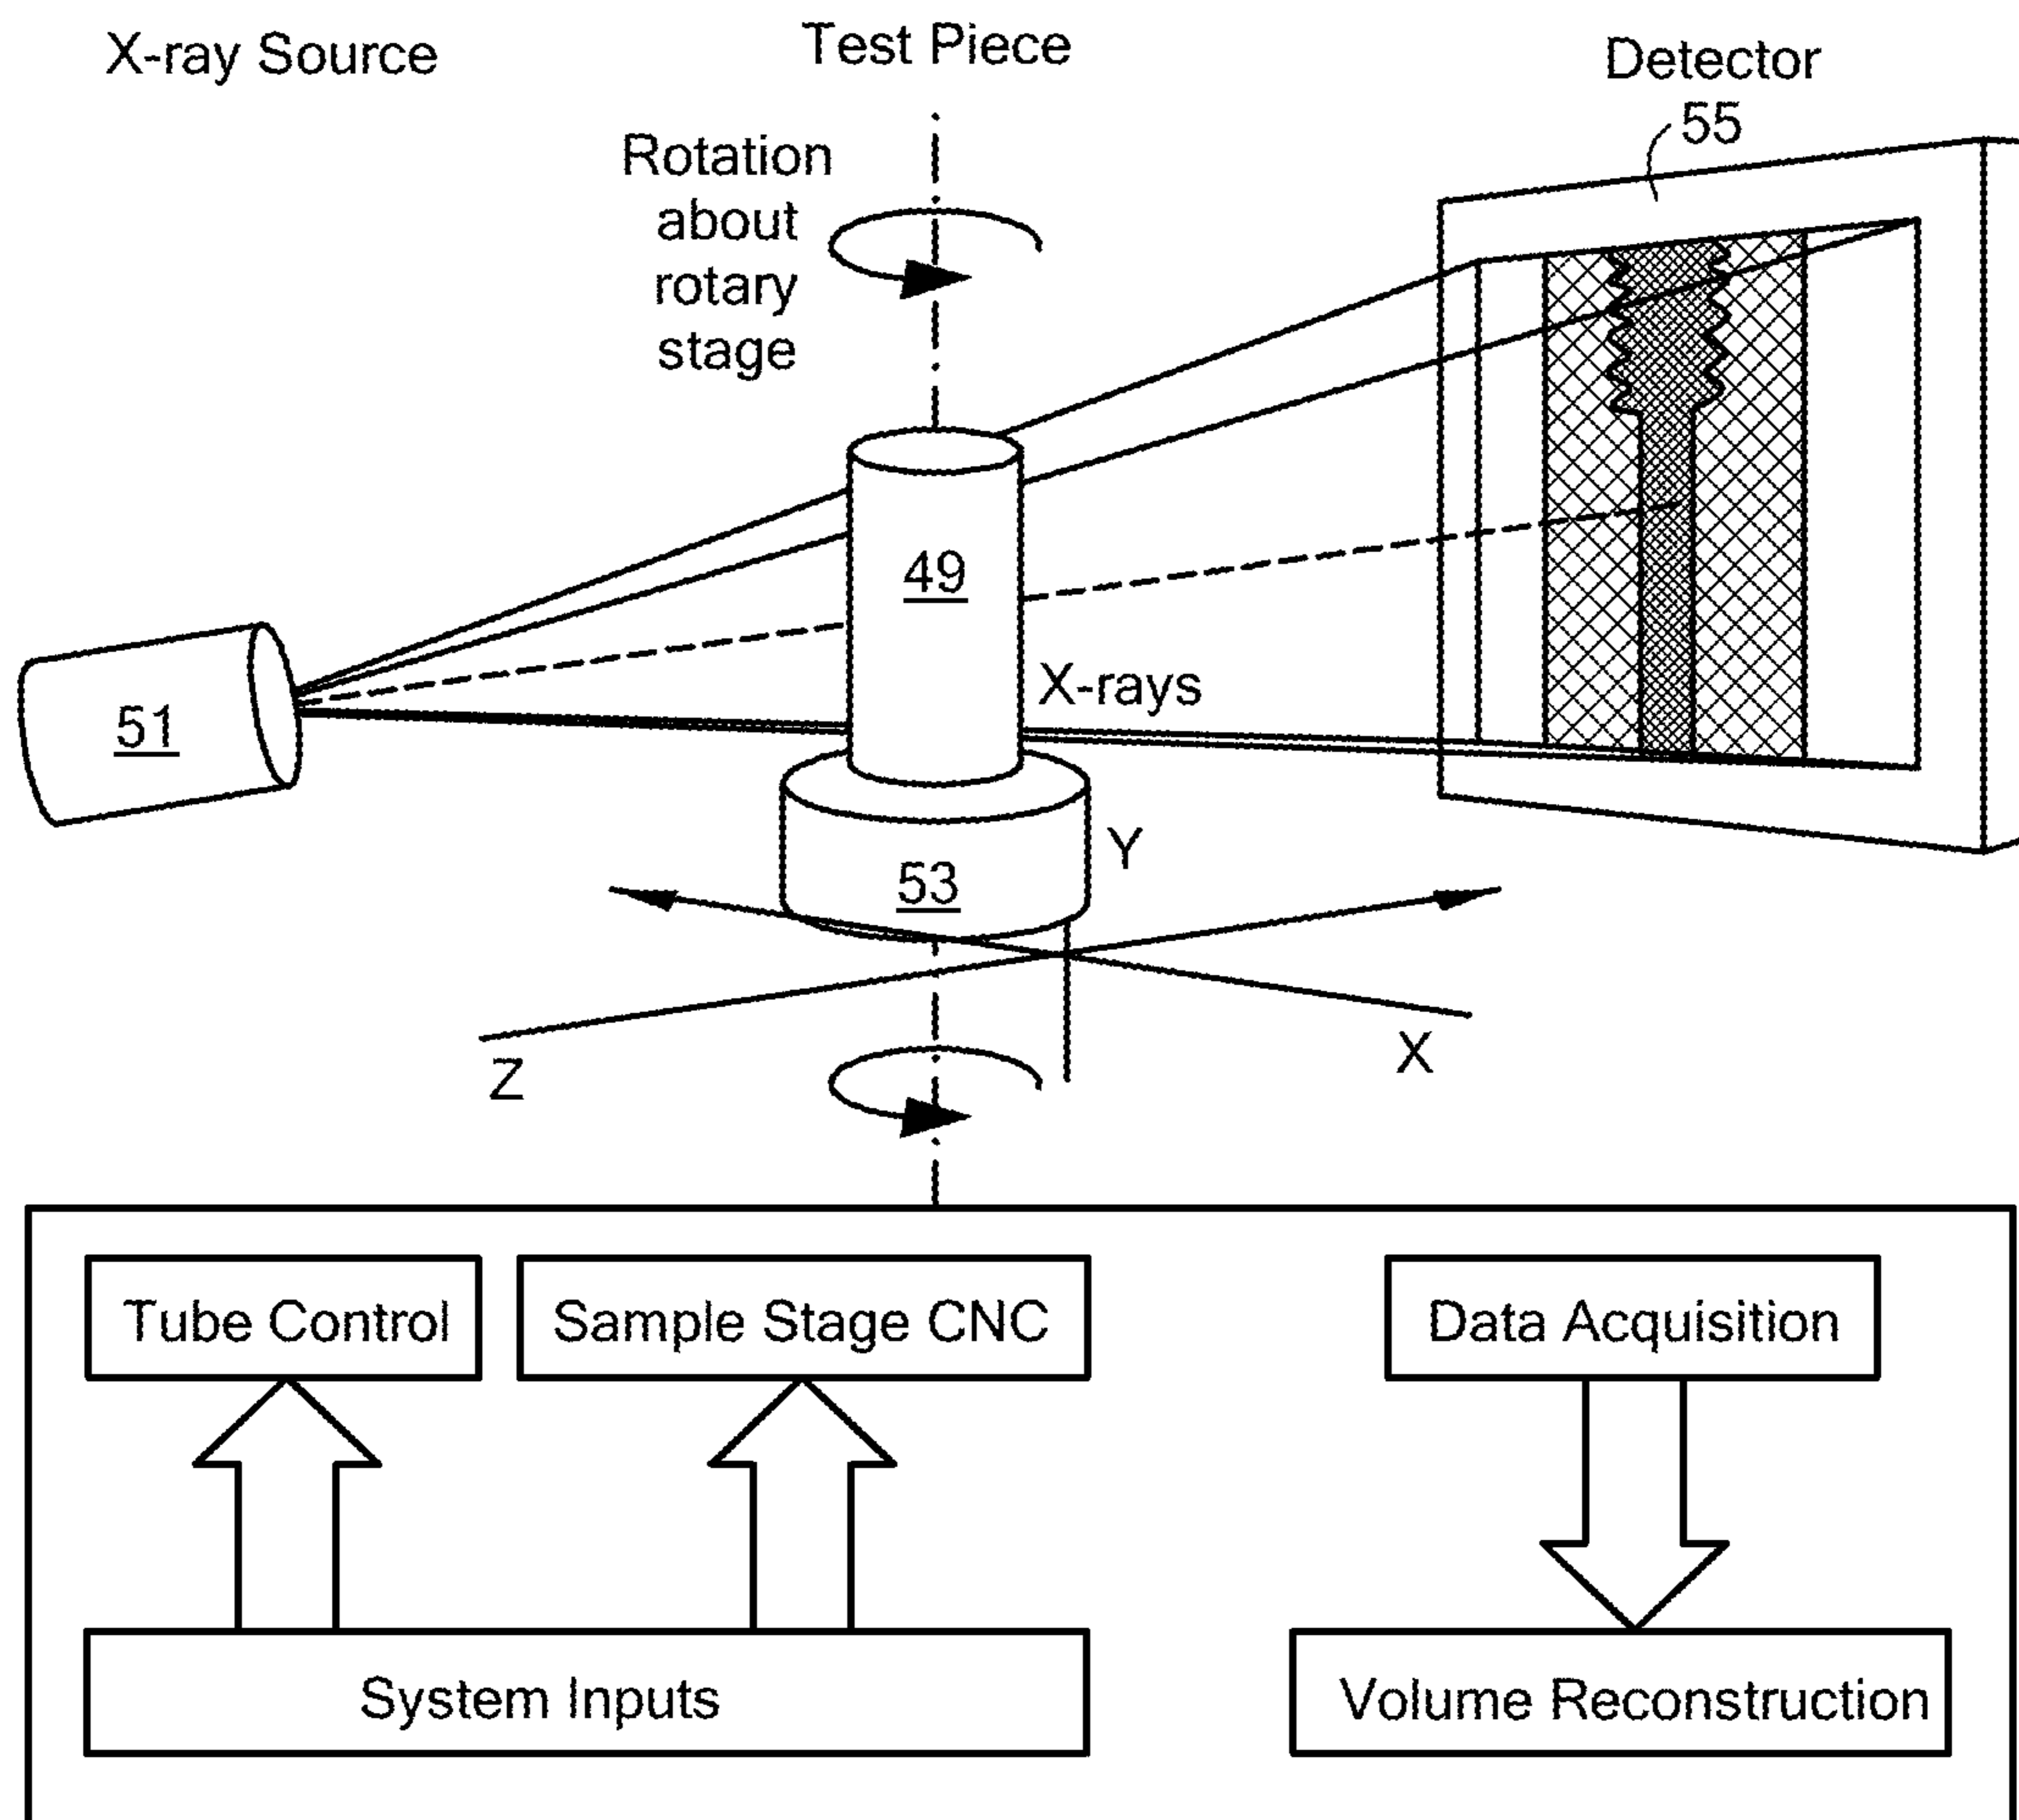 X-ray Source
Test Piece
Detector
55
Rotation
about
rotary
stage
49
51
X-rays
53
Y
Z
X
Tube Control
Sample Stage CNC
Data Acquisition
System Inputs
Volume Reconstruction